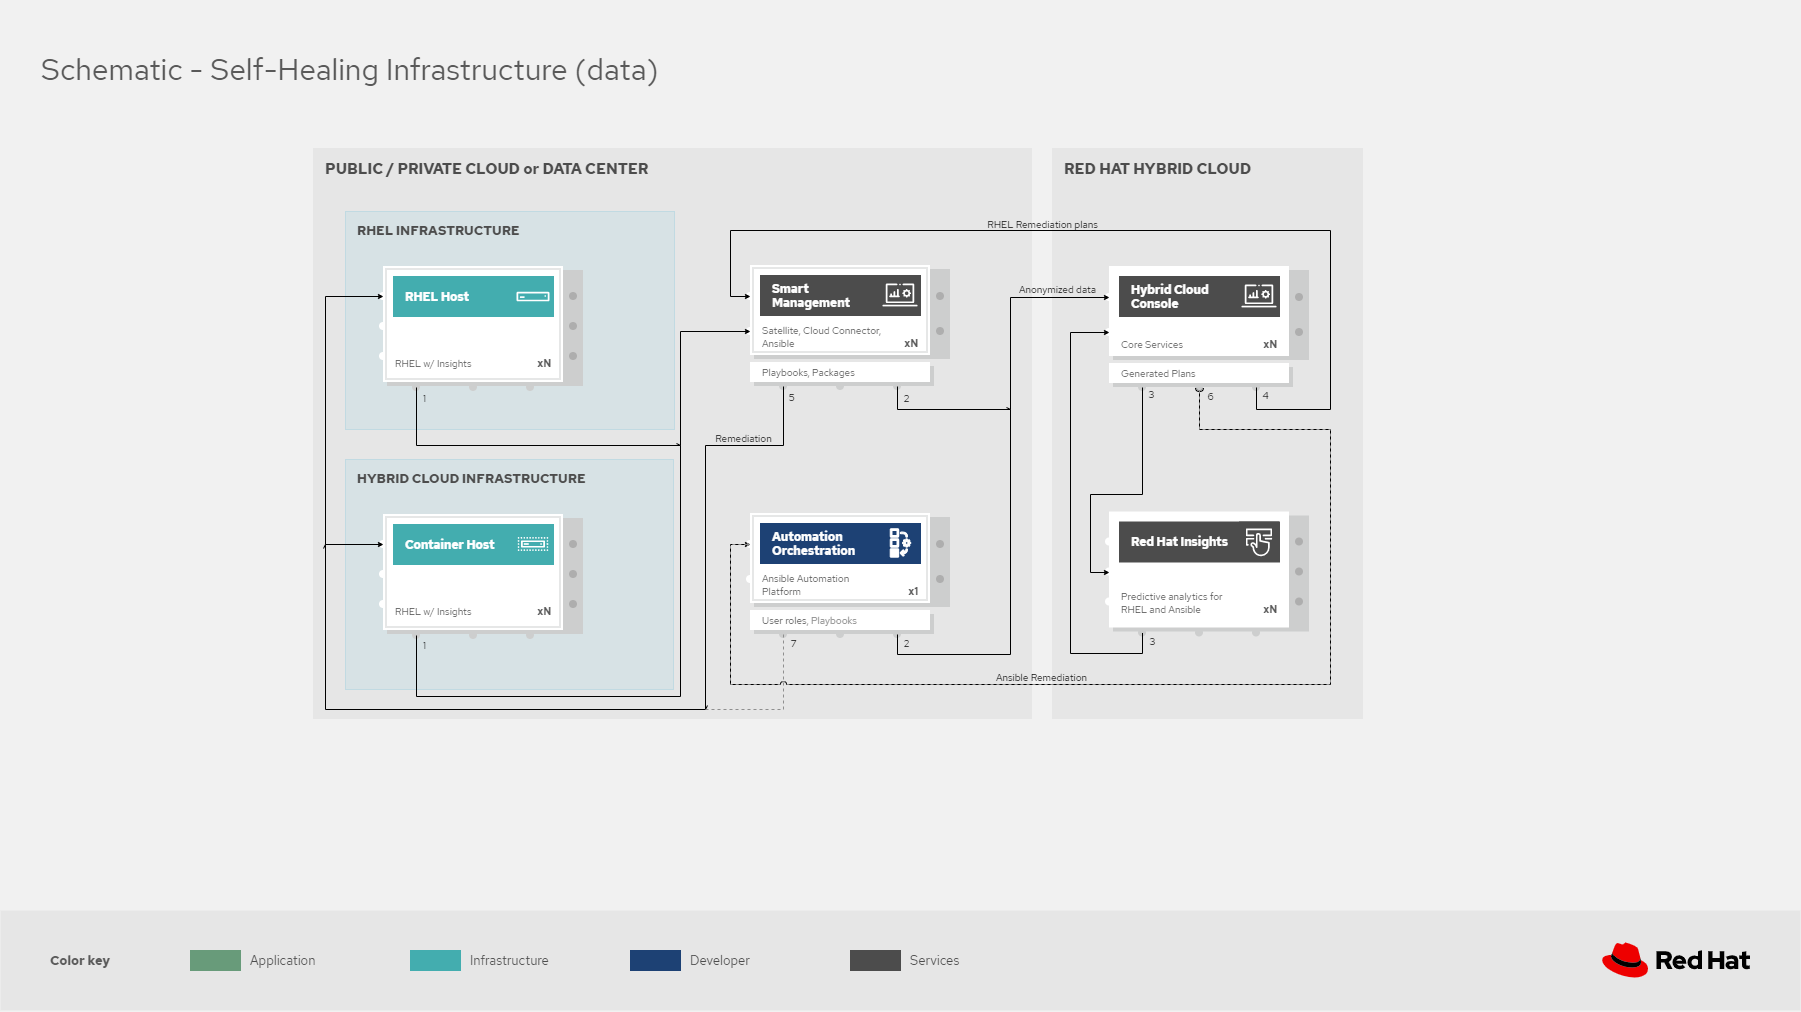 Schematic - Self-Healing Infrastructure (data)
PUBLIC / PRIVATE CLOUD or DATA CENTER
RED HAT HYBRID CLOUD
RHEL INFRASTRUCTURE
RHEL Remediation plans
RHEL Host
RHEL w/ Insights
xN
1
Smart
Management
Satellite, Cloud Connector,
Ansible
xN
Playbooks, Packages
5
2
Anonymized data
Hybrid Cloud
Console
Core Services
xN
Generated Plans
3
6
4
Remediation
HYBRID CLOUD INFRASTRUCTURE
Container Host
RHEL w/ Insights
xN
1
Automation
Orchestration
Ansible Automation
Platform
x1
User roles, Playbooks
7
2
Red Hat Insights
Predictive analytics for
RHEL and Ansible
xN
3
Ansible Remediation
Color key
Application
Infrastructure
Developer
Services
Red Hat